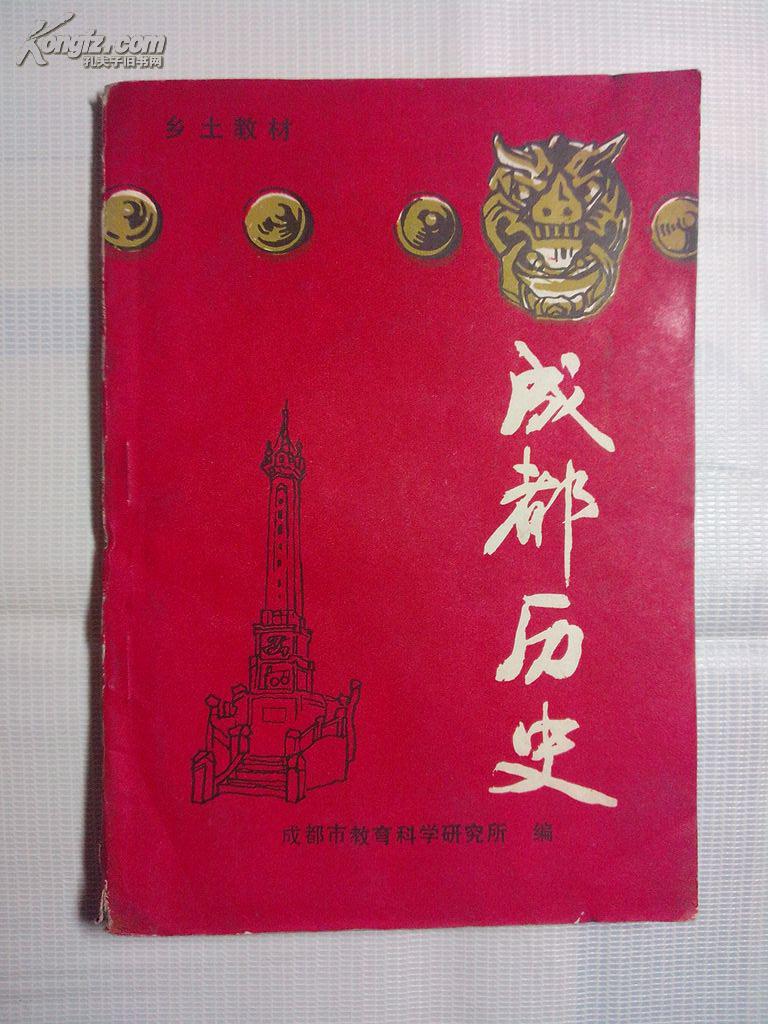 Kongfz.com
孔夫子旧书网
乡土教材
成都历史
成都市教育科学研究所 编